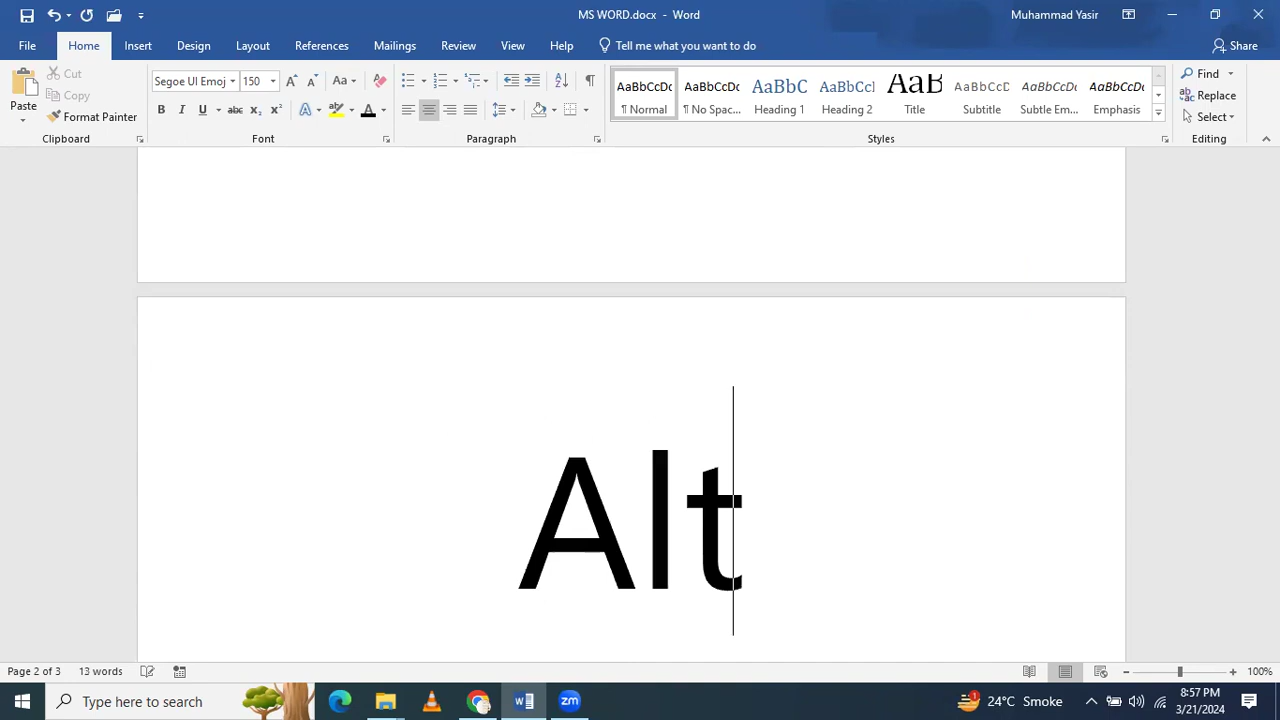 MS WORD.docx - Word
Muhammad Yasir
File Home Insert Design Layout References Mailings Review View Help Tell me what you want to do Share
Paste
Cut
Copy
Format Painter
Clipboard
Segoe UI Emoj 150
Font
Paragraph
AaBbCcDc AaBbCcDc AaBbC AaBbCcl AaB AaBbCcD AaBbCcDc AaBbCcDc
¶ Normal ¶ No Spac... Heading 1 Heading 2 Title Subtitle Subtle Em... Emphasis
Styles
Find
Replace
Select
Editing
Alt
Page 2 of 3 13 words 100%
Type here to search
24°C Smoke
8:57 PM
3/21/2024